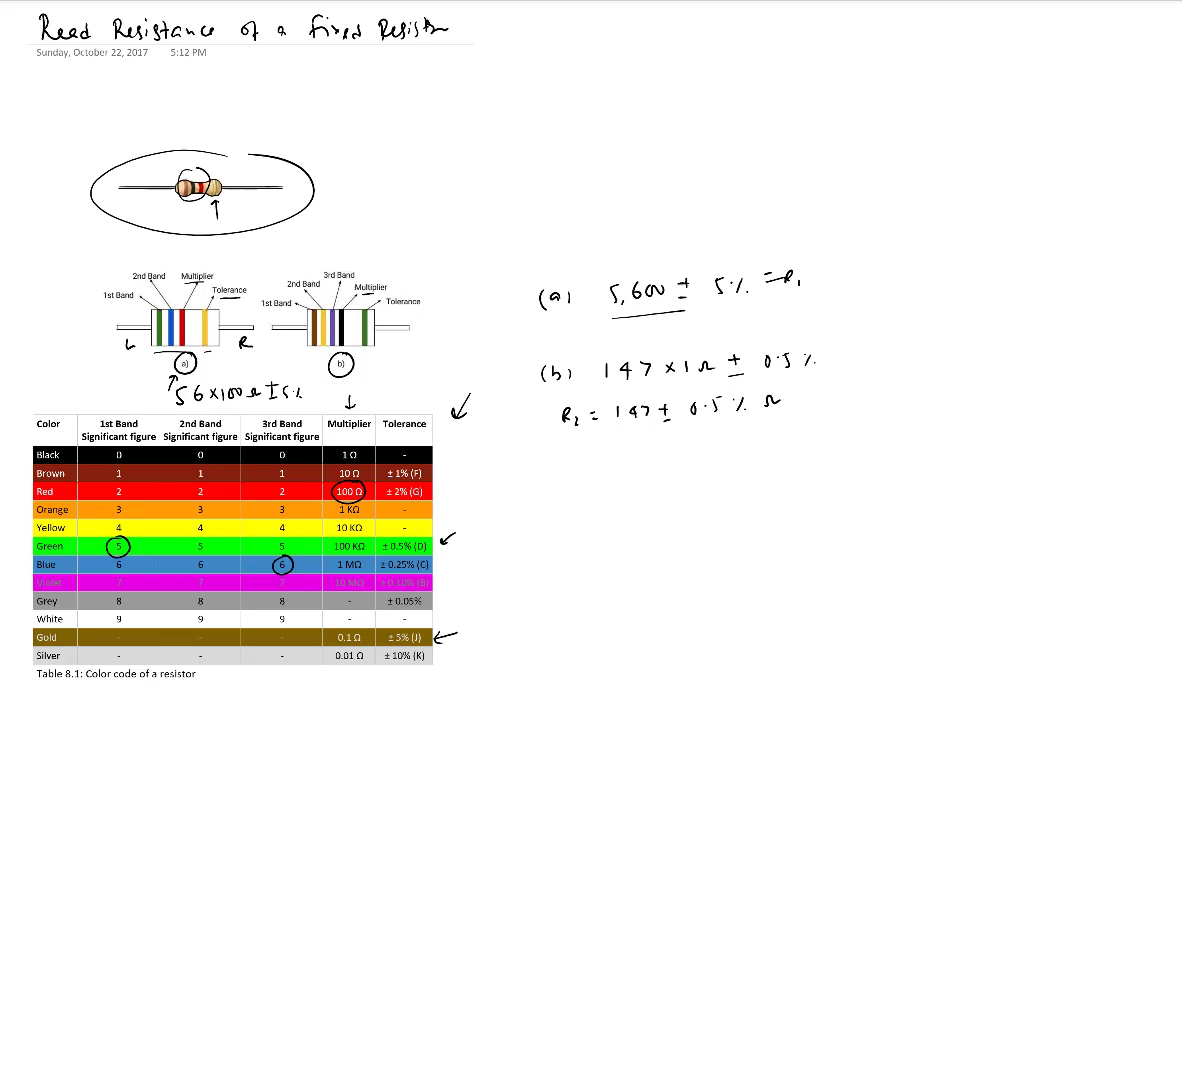 Read Resistance of a Fixed Resistor
Sunday, October 22, 2017 5:12 PM
2nd Band Multiplier
1st Band Tolerance
L R
a)
3rd Band
2nd Band Multiplier
1st Band Tolerance
b)
56 x 100 Ω ± 5%
(a) 5,600 ± 5% = R1
(b) 147 x 1 Ω ± 0.5%
R2 = 147 ± 0.5% Ω
Color 1st Band Significant figure 2nd Band Significant figure 3rd Band Significant figure Multiplier Tolerance
Black 0 0 0 1 Ω -
Brown 1 1 1 10 Ω ± 1% (F)
Red 2 2 2 100 Ω ± 2% (G)
Orange 3 3 3 1 KΩ -
Yellow 4 4 4 10 KΩ -
Green 5 5 5 100 KΩ ± 0.5% (D)
Blue 6 6 6 1 MΩ ± 0.25% (C)
Violet 7 7 7 10 MΩ ± 0.10% (B)
Grey 8 8 8 - ± 0.05%
White 9 9 9 - -
Gold - - - 0.1 Ω ± 5% (J)
Silver - - - 0.01 Ω ± 10% (K)
Table 8.1: Color code of a resistor